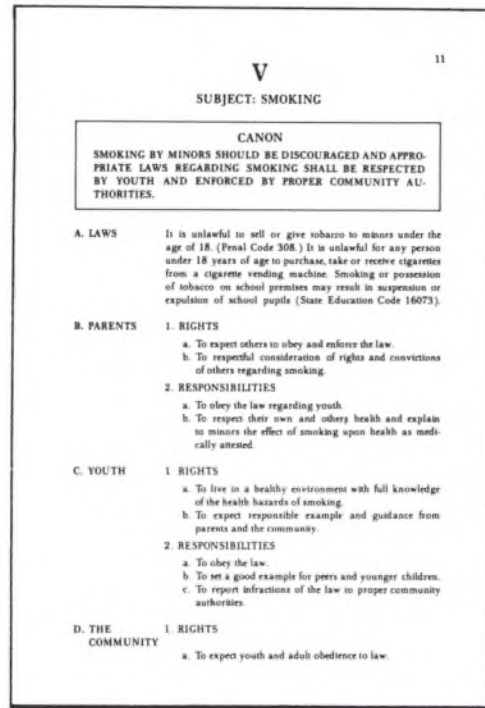 11
V
SUBJECT: SMOKING
CANON
SMOKING BY MINORS SHOULD BE DISCOURAGED AND APPRO-
PRIATE LAWS REGARDING SMOKING SHALL BE RESPECTED
BY YOUTH AND ENFORCED BY PROPER COMMUNITY AU-
THORITIES.
A. LAWS It is unlawful to sell or give tobacco to minors under the
age of 18. (Penal Code 308.) It is unlawful for any person
under 18 years of age to purchase, take or receive cigarettes
from a cigarette vending machine. Smoking or possession
of tobacco on school premises may result in suspension or
expulsion of school pupils (State Education Code 16073).
B. PARENTS 1. RIGHTS
a. To expect others to obey and enforce the law.
b. To respectful consideration of rights and convictions
of others regarding smoking.
2. RESPONSIBILITIES
a. To obey the law regarding youth.
b. To respect their own and others health and explain
to minors the effect of smoking upon health as medi-
cally attested.
C. YOUTH 1. RIGHTS
a. To live in a healthy environment with full knowledge
of the health hazards of smoking.
b. To expect responsible example and guidance from
parents and the community.
2. RESPONSIBILITIES
a. To obey the law.
b. To set a good example for peers and younger children.
c. To report infractions of the law to proper community
authorities.
D. THE 1. RIGHTS
COMMUNITY
a. To expect youth and adult obedience to law.